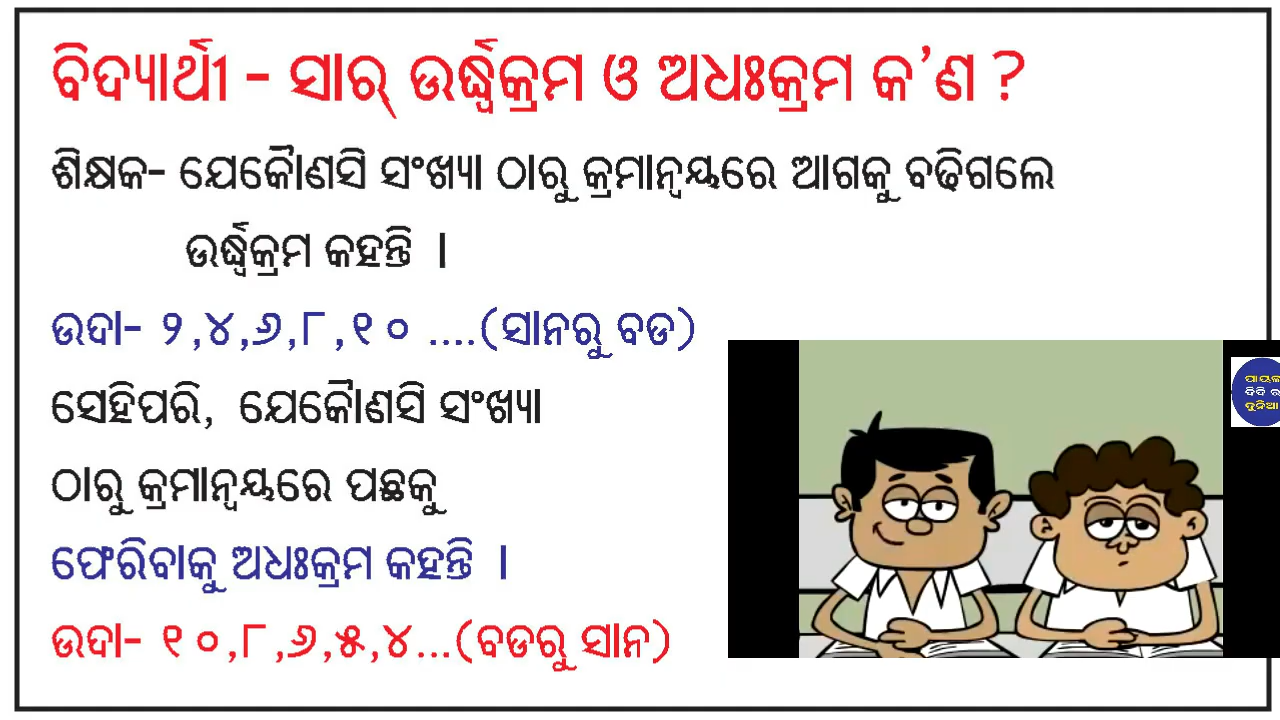 ବିଦ୍ୟାର୍ଥୀ - ସାର୍ ଉର୍ଦ୍ଧ୍ୱକ୍ରମ ଓ ଅଧଃକ୍ରମ କ'ଣ ?
ଶିକ୍ଷକ- ଯେକୌଣସି ସଂଖ୍ୟା ଠାରୁ କ୍ରମାନ୍ୱୟରେ ଆଗକୁ ବଢିଗଲେ
ଉର୍ଦ୍ଧ୍ୱକ୍ରମ କହନ୍ତି ।
ଉଦା- ୨,୪,୬,୮,୧୦ ....(ସାନରୁ ବଡ)
ସେହିପରି, ଯେକୌଣସି ସଂଖ୍ୟା
ଠାରୁ କ୍ରମାନ୍ୱୟରେ ପଛକୁ
ଫେରିବାକୁ ଅଧଃକ୍ରମ କହନ୍ତି ।
ଉଦା- ୧୦,୮,୬,୫,୪...(ବଡରୁ ସାନ)
ଦିଦି
ଦୁନିଆ